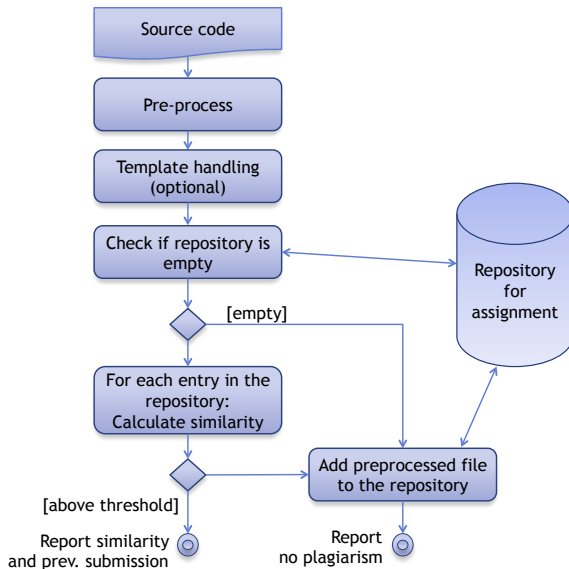 Source code
Pre-process
Template handling
(optional)
Check if repository is
empty
Repository
for
assignment
[empty]
For each entry in the
repository:
Calculate similarity
Add preprocessed file
to the repository
[above threshold]
Report similarity
and prev. submission
Report
no plagiarism